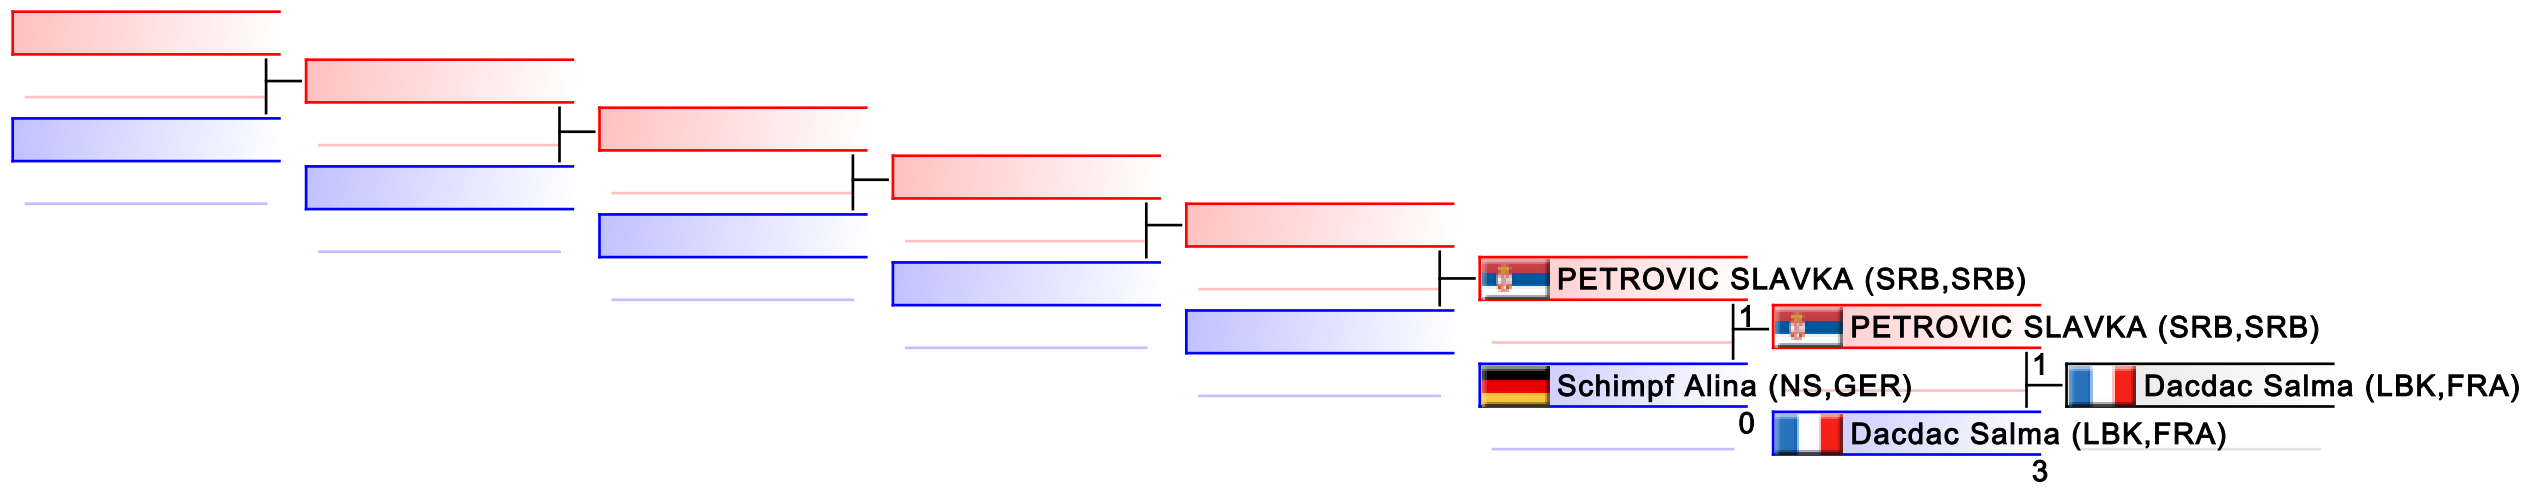 PETROVIC SLAVKA (SRB,SRB)
1
PETROVIC SLAVKA (SRB,SRB)
1
Schimpf Alina (NS,GER)
Dacdac Salma (LBK,FRA)
0
Dacdac Salma (LBK,FRA)
3